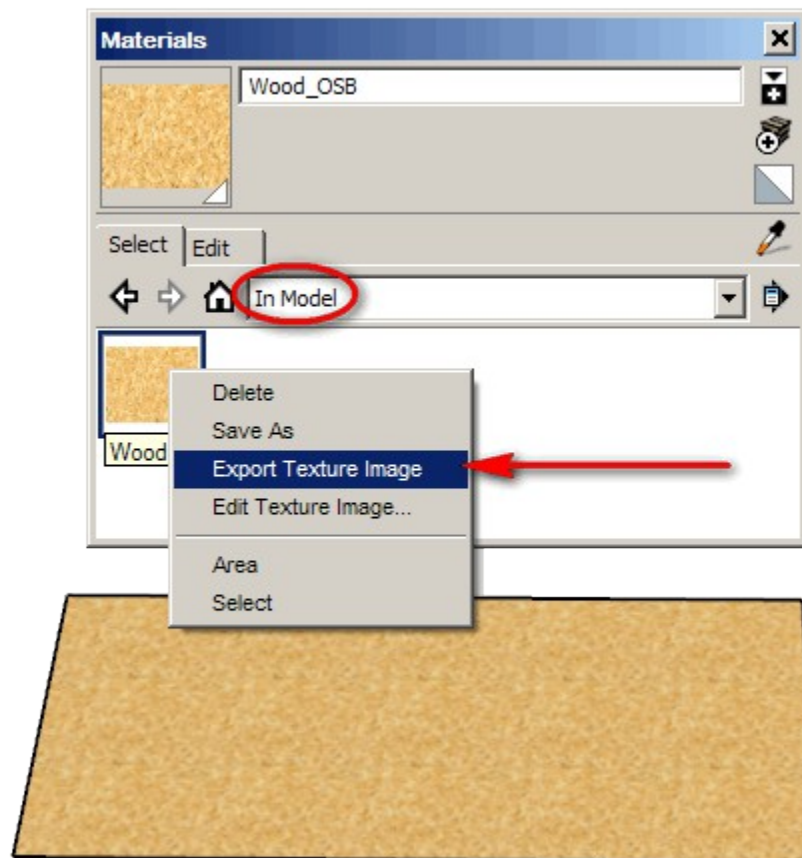 Materials
Wood_OSB
Select Edit
In Model
Wood
Delete
Save As
Export Texture Image
Edit Texture Image...
Area
Select